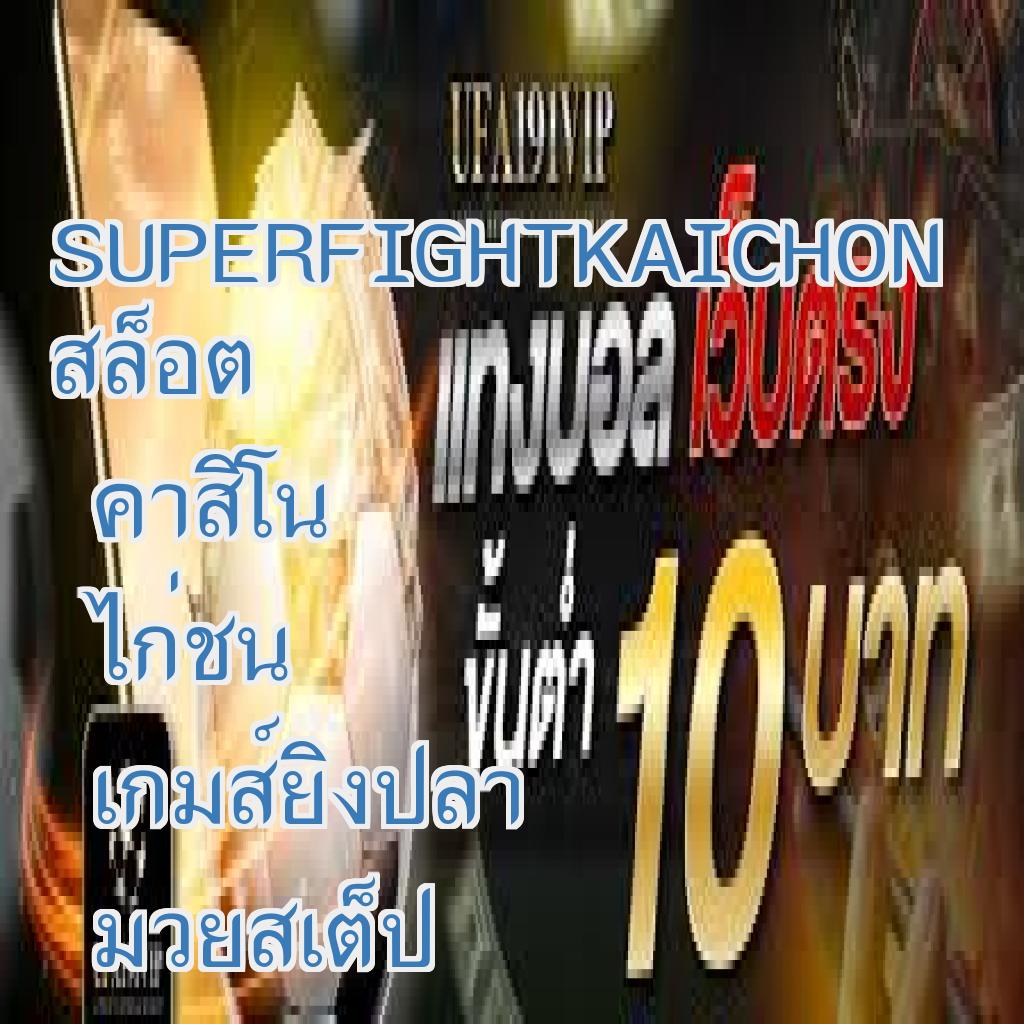 UFA191VIP
SUPERFIGHTKAICHON
แทงบอล เว็บตรง
สล็อต
คาสิโน
ขั้นต่ำ 10 บาท
ไก่ชน
เกมส์ยิงปลา
มวยสเต็ป